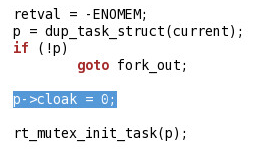 retval = -ENOMEM;
p = dup_task_struct(current);
if (!p)
goto fork_out;
p->cloak = 0;
rt_mutex_init_task(p);